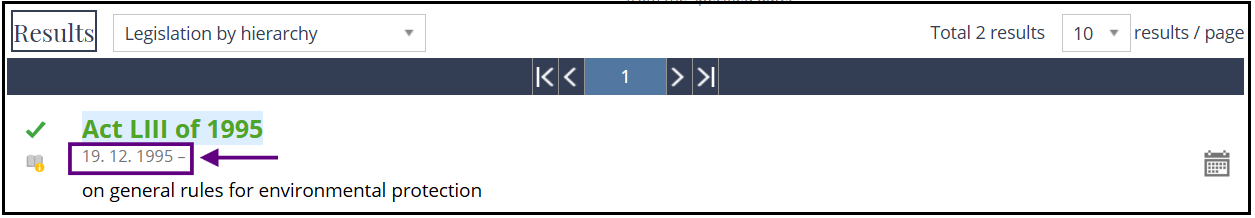 Results
Legislation by hierarchy
Total 2 results
10
results / page
1
Act LIII of 1995
19. 12. 1995 –
on general rules for environmental protection